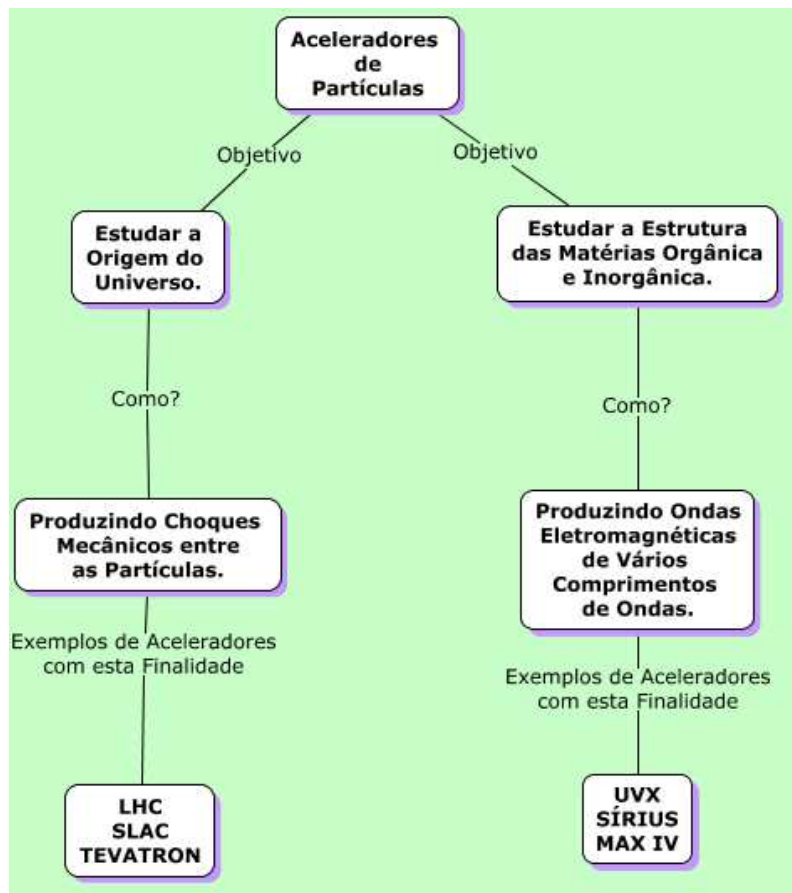 Aceleradores
de
Partículas
Objetivo
Objetivo
Estudar a
Origem do
Universo.
Estudar a Estrutura
das Matérias Orgânica
e Inorgânica.
Como?
Como?
Produzindo Choques
Mecânicos entre
as Partículas.
Produzindo Ondas
Eletromagnéticas
de Vários
Comprimentos
de Ondas.
Exemplos de Aceleradores
com esta Finalidade
Exemplos de Aceleradores
com esta Finalidade
LHC
SLAC
TEVATRON
UVX
SÍRIUS
MAX IV